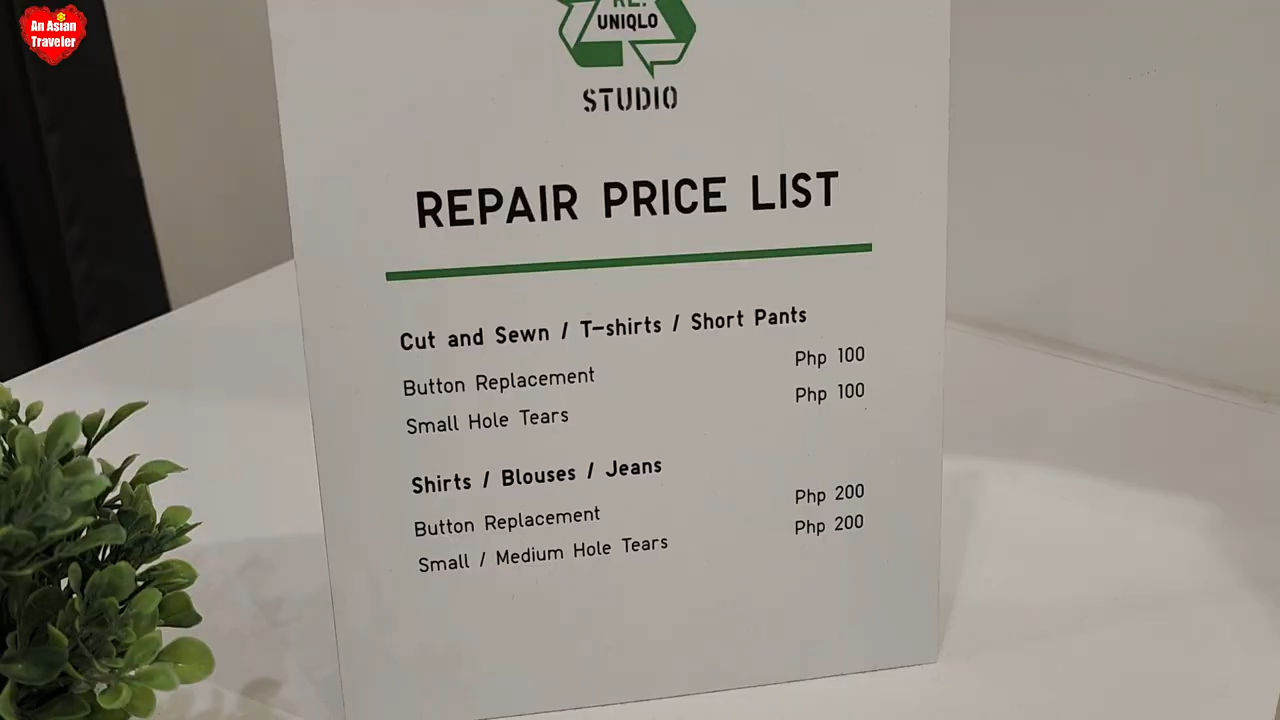 An Asian
Traveler
RE.
UNIQLO
STUDIO
REPAIR PRICE LIST
Cut and Sewn / T-shirts / Short Pants
Button Replacement Php 100
Small Hole Tears Php 100
Shirts / Blouses / Jeans
Button Replacement Php 200
Small / Medium Hole Tears Php 200